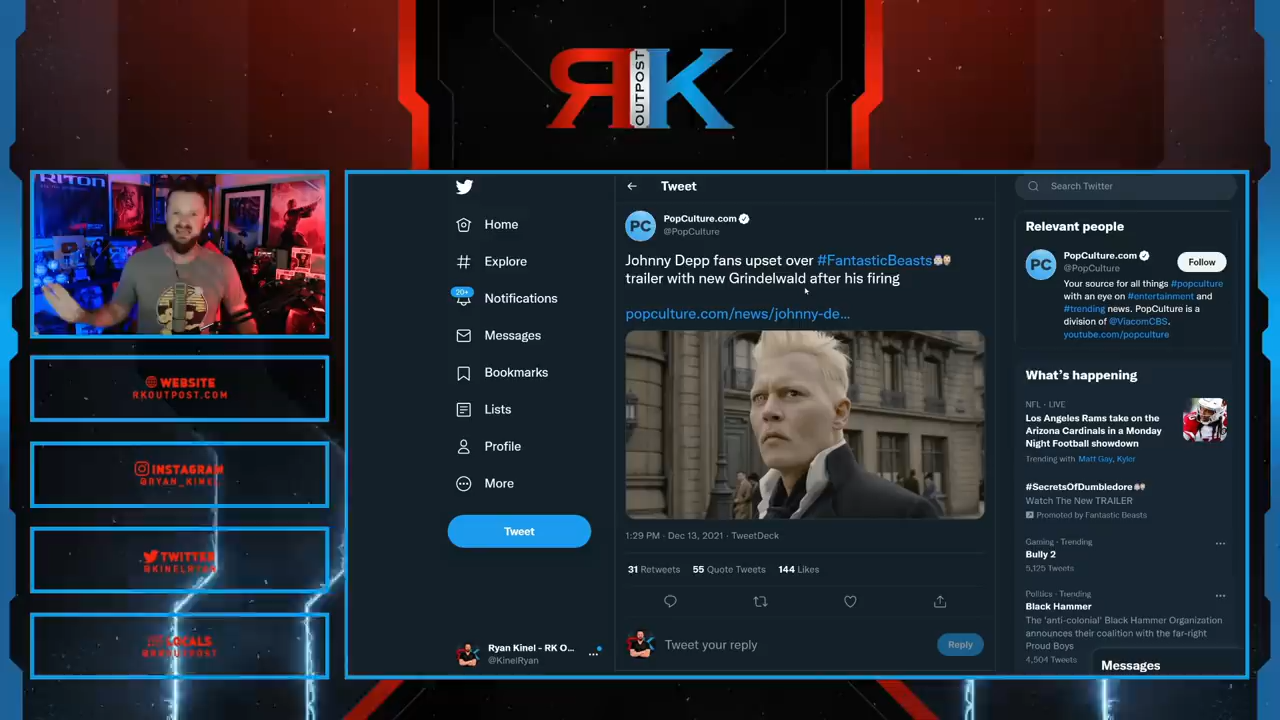 RK
OUTPOST
WEBSITE
RKOUTPOST.COM
INSTAGRAM
@RYAN_KINEL
TWITTER
@KINELRYAN
LOCALS
@RKOUTPOST
Home
Explore
20+
Notifications
Messages
Bookmarks
Lists
Profile
More
Tweet
Ryan Kinel - RK O...
@KinelRyan
Tweet
PC
PopCulture.com
@PopCulture
Johnny Depp fans upset over #FantasticBeasts
trailer with new Grindelwald after his firing
popculture.com/news/johnny-de...
1:29 PM · Dec 13, 2021 · TweetDeck
31 Retweets 55 Quote Tweets 144 Likes
Tweet your reply
Reply
Search Twitter
Relevant people
PC
PopCulture.com
@PopCulture
Follow
Your source for all things #popculture
with an eye on #entertainment and
#trending news. PopCulture is a
division of @ViacomCBS.
youtube.com/popculture
What's happening
NFL · LIVE
Los Angeles Rams take on the
Arizona Cardinals in a Monday
Night Football showdown
Trending with Matt Gay, Kyler
#SecretsOfDumbledore
Watch The New TRAILER
Promoted by Fantastic Beasts
Gaming · Trending
Bully 2
5,125 Tweets
Politics · Trending
Black Hammer
The 'anti-colonial' Black Hammer Organization
announces their coalition with the far-right
Proud Boys
4,504 Tweets
Messages